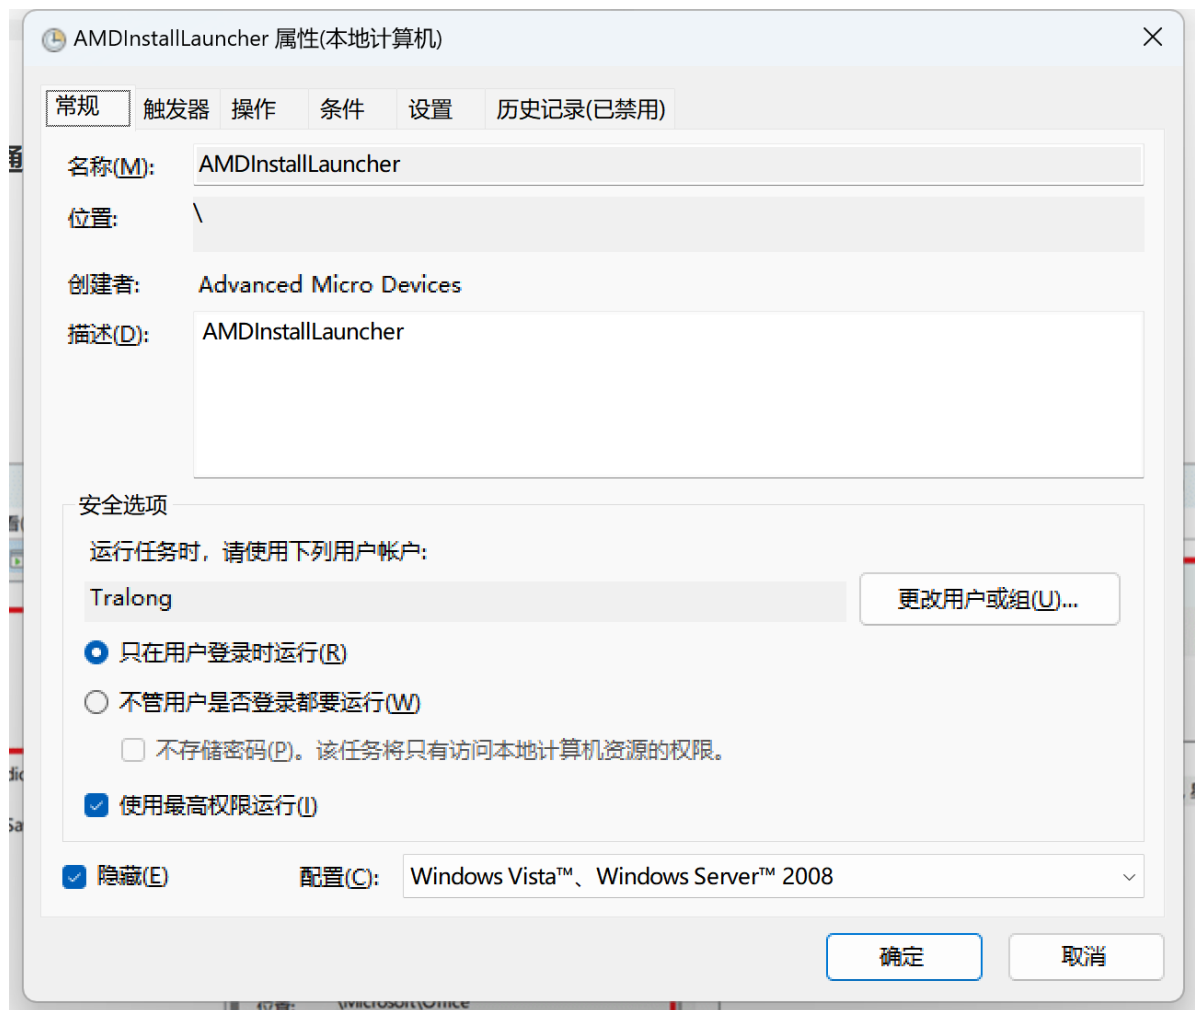 AMDInstallLauncher 属性(本地计算机)
常规 触发器 操作 条件 设置 历史记录(已禁用)
名称(M): AMDInstallLauncher
位置: \
创建者: Advanced Micro Devices
描述(D): AMDInstallLauncher
安全选项
运行任务时，请使用下列用户帐户:
Tralong 更改用户或组(U)...
只在用户登录时运行(R)
不管用户是否登录都要运行(W)
不存储密码(P)。该任务将只有访问本地计算机资源的权限。
使用最高权限运行(I)
隐藏(E) 配置(C): Windows Vista™、Windows Server™ 2008
确定 取消
位置: \Microsoft\Office